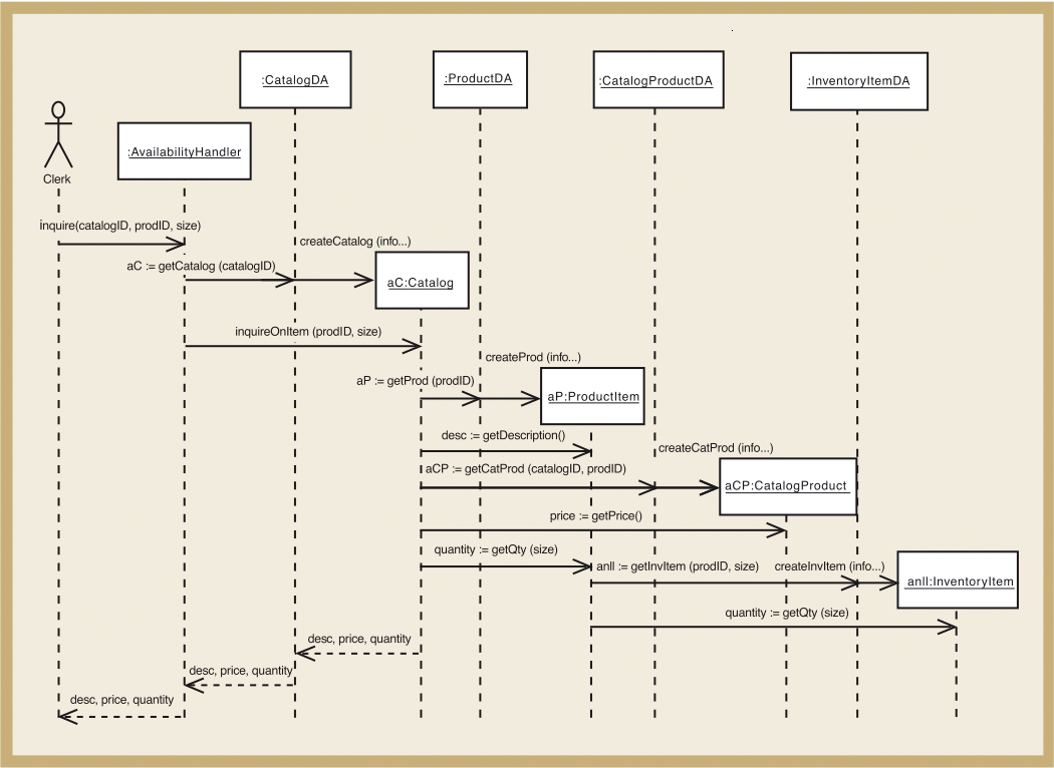 :CatalogDA
:ProductDA
:CatalogProductDA
:InventoryItemDA
:AvailabilityHandler
Clerk
inquire(catalogID, prodID, size)
createCatalog (info...)
aC := getCatalog (catalogID)
aC:Catalog
inquireOnItem (prodID, size)
createProd (info...)
aP := getProd (prodID)
aP:ProductItem
desc := getDescription()
createCatProd (info...)
aCP := getCatProd (catalogID, prodID)
aCP:CatalogProduct
price := getPrice()
quantity := getQty (size)
anII := getInvItem (prodID, size)
createInvItem (info...)
anII:InventoryItem
quantity := getQty (size)
desc, price, quantity
desc, price, quantity
desc, price, quantity